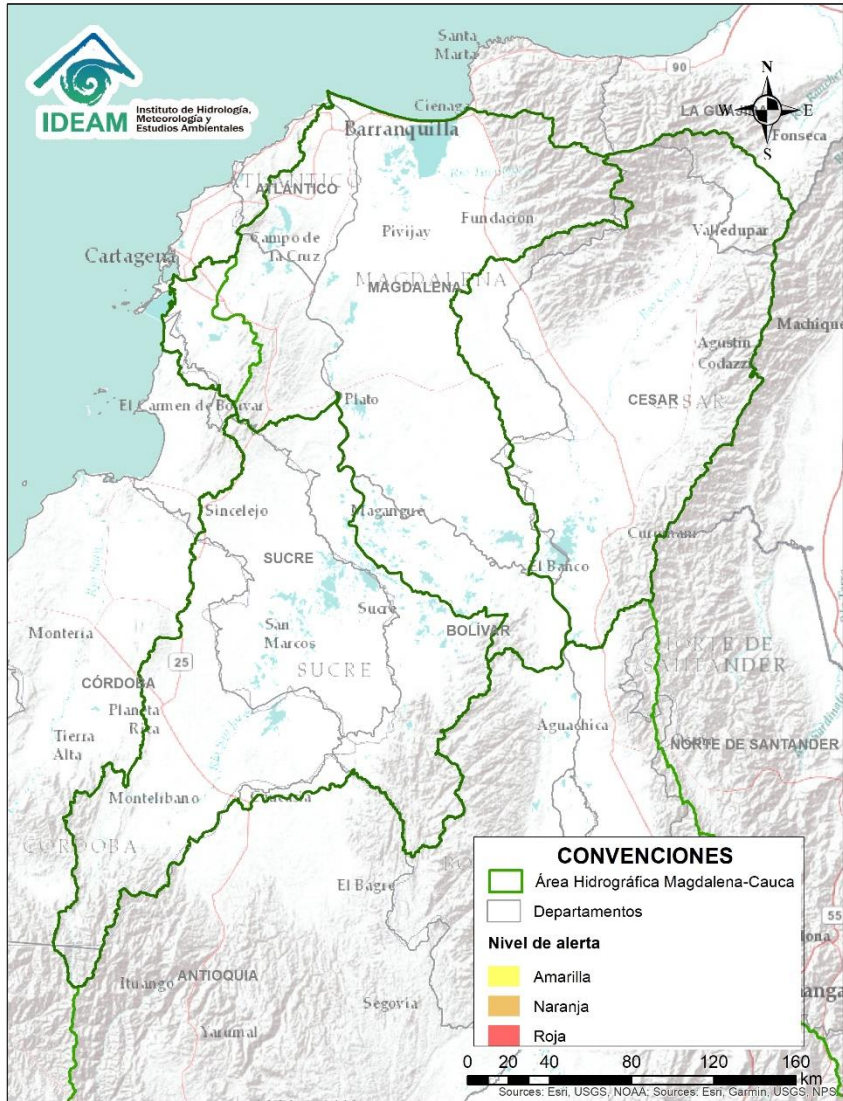 IDEAM
Instituto de Hidrología,
Meteorología y
Estudios Ambientales
Santa
Marta
90
N
W E
S
LA GUAJIRA
Fonseca
Ciénaga
Barranquilla
ATLÁNTICO
ATLÁNTICO
Fundación
Valledupar
Campo de
la Cruz
Pivijay
Cartagena
MAGDALENA
MAGDALENA
Machiques
Agustín
Codazzi
CESAR
CESAR
El Carmen de Bolívar
Plato
Sincelejo
Magangué
Curumaní
SUCRE
El Banco
Sucre
San
Marcos
BOLÍVAR
Montería
SUCRE
NORTE DE
SANTANDER
25
CÓRDOBA
Planeta
Rica
Tierra
Alta
Aguachica
NORTE DE SANTANDER
Montelíbano
CÓRDOBA
El Bagre
Ituango
ANTIOQUIA
Segovia
Yarumal
55
CONVENCIONES
Área Hidrográfica Magdalena-Cauca
Departamentos
Nivel de alerta
Amarilla
Naranja
Roja
0 20 40 80 120 160
km
Sources: Esri, USGS, NOAA; Sources: Esri, Garmin, USGS, NPS